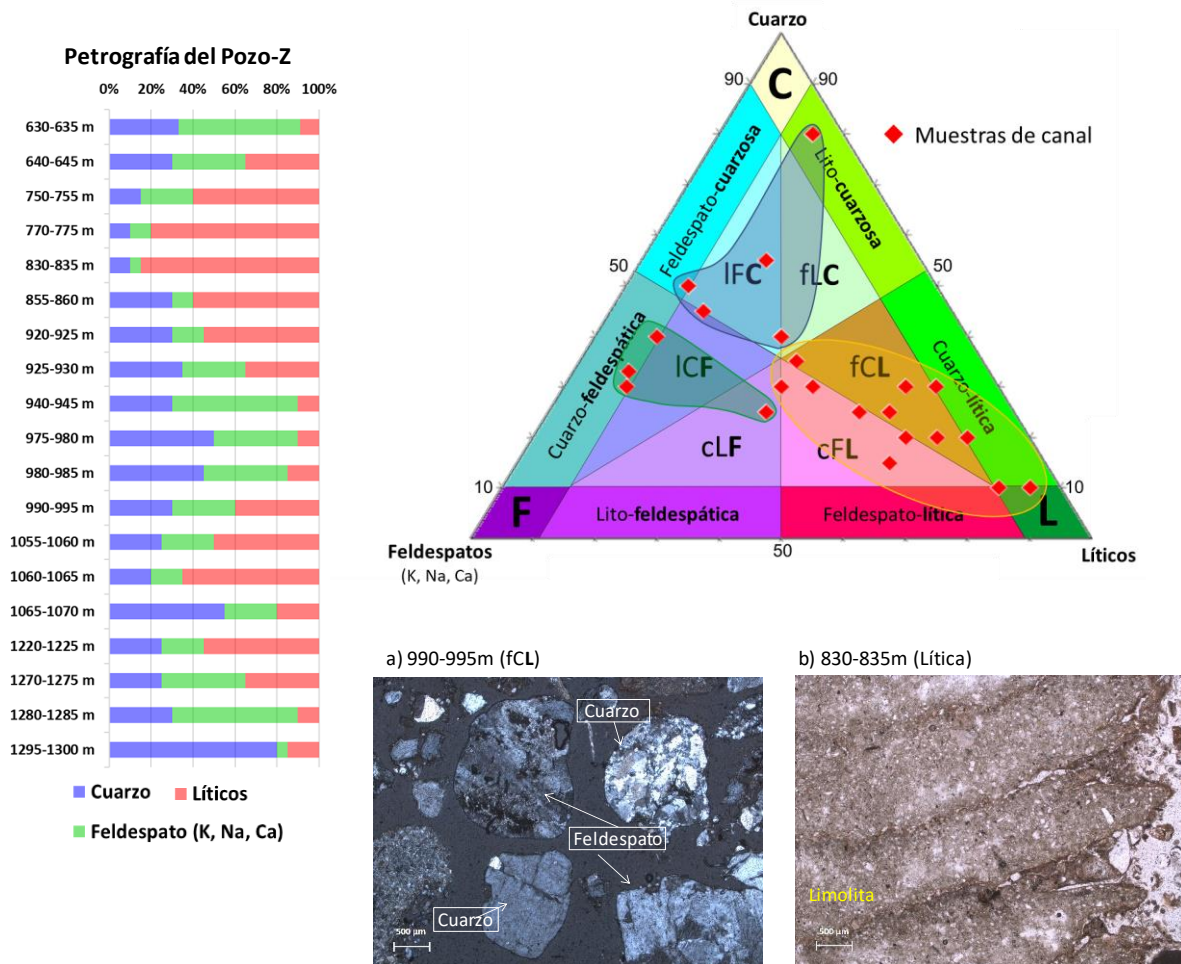 Petrografía del Pozo-Z
0% 20% 40% 60% 80% 100%
630-635 m
640-645 m
750-755 m
770-775 m
830-835 m
855-860 m
920-925 m
925-930 m
940-945 m
975-980 m
980-985 m
990-995 m
1055-1060 m
1060-1065 m
1065-1070 m
1220-1225 m
1270-1275 m
1280-1285 m
1295-1300 m
Cuarzo Líticos
Feldespato (K, Na, Ca)
Cuarzo
90 90
C
Muestras de canal
Feldespato-cuarzosa
Lito-cuarzosa
50 50
lFC fLC
Cuarzo-feldespática
lCF fCL
Cuarzo-lítica
cLF cFL
10 10
F Lito-feldespática Feldespato-lítica L
Feldespatos 50 Líticos
(K, Na, Ca)
a) 990-995m (fCL)
Cuarzo
Feldespato
Cuarzo
500 µm
b) 830-835m (Lítica)
Limolita
500 µm